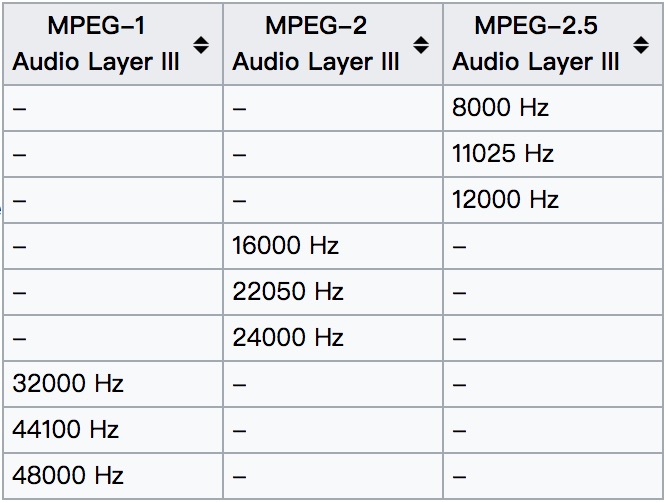 MPEG–1 MPEG–2 MPEG–2.5
Audio Layer III Audio Layer III Audio Layer III
– – 8000 Hz
– – 11025 Hz
– – 12000 Hz
– 16000 Hz –
– 22050 Hz –
– 24000 Hz –
32000 Hz – –
44100 Hz – –
48000 Hz – –